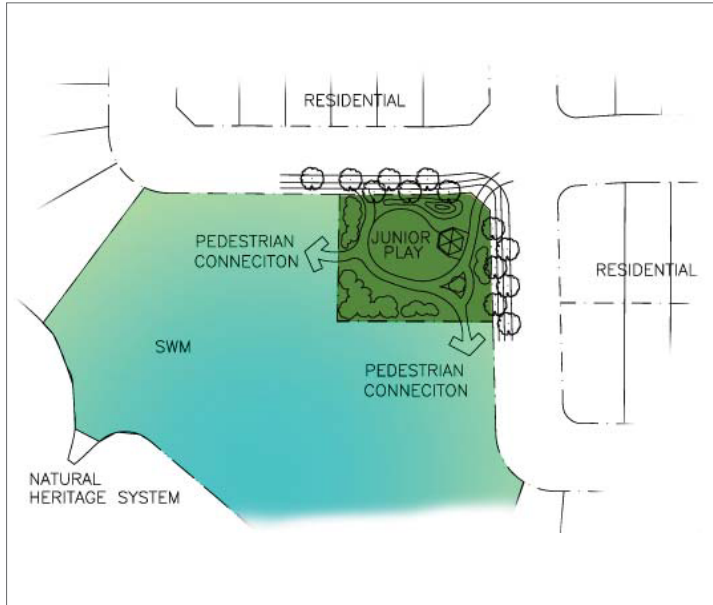 RESIDENTIAL
JUNIOR
PLAY
PEDESTRIAN
CONNECITON
RESIDENTIAL
SWM
PEDESTRIAN
CONNECITON
NATURAL
HERITAGE SYSTEM